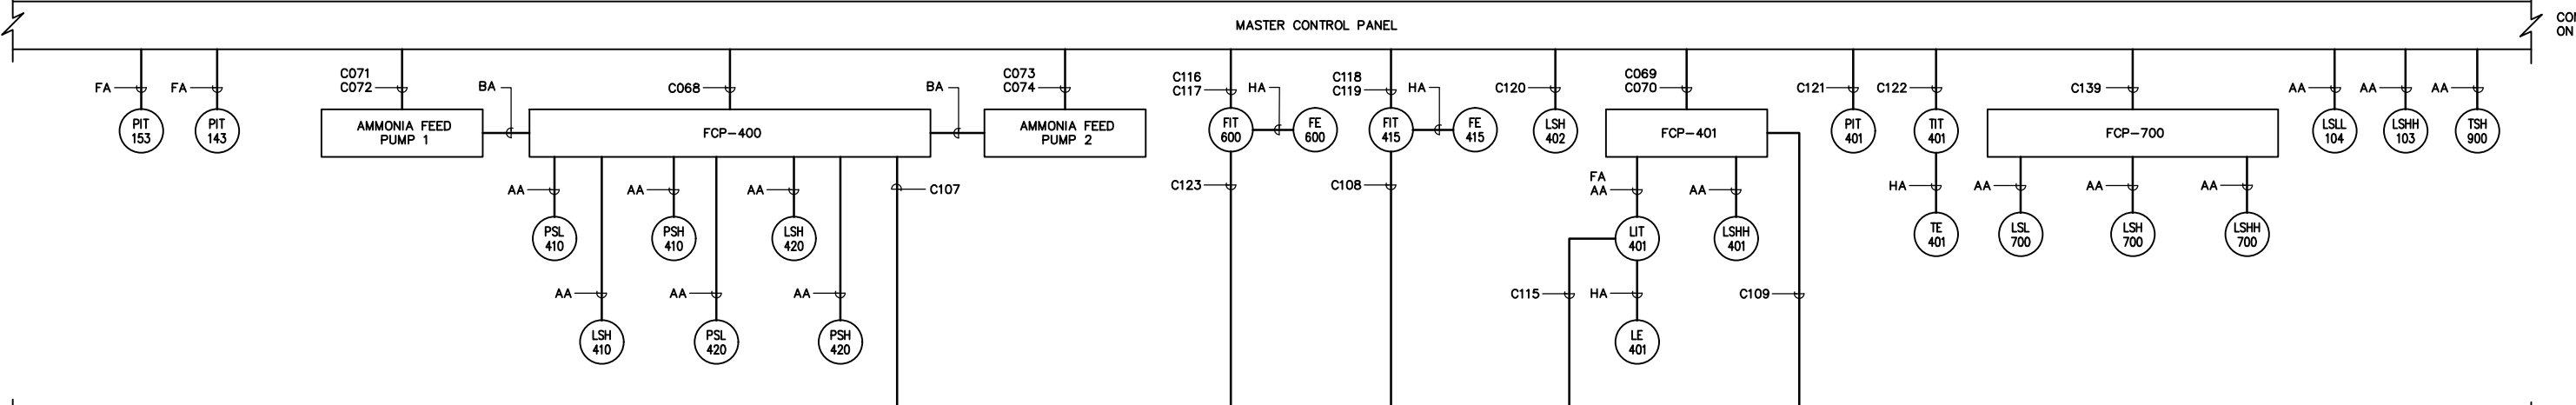 MASTER CONTROL PANEL
ON
FA
PIT
153
FA
PIT
143
C071
C072
AMMONIA FEED
PUMP 1
BA
C068
FCP-400
BA
C073
C074
AMMONIA FEED
PUMP 2
C116
C117
FIT
600
HA
FE
600
C118
C119
FIT
415
HA
FE
415
C120
LSH
402
C069
C070
FCP-401
C121
PIT
401
C122
TIT
401
C139
FCP-700
AA
LSLL
104
AA
LSHH
103
AA
TSH
900
AA
PSL
410
AA
PSH
410
AA
LSH
420
C107
C123
C108
FA
AA
LIT
401
AA
LSHH
401
HA
TE
401
AA
LSL
700
AA
LSH
700
AA
LSHH
700
AA
LSH
410
AA
PSL
420
AA
PSH
420
C115
HA
LE
401
C109